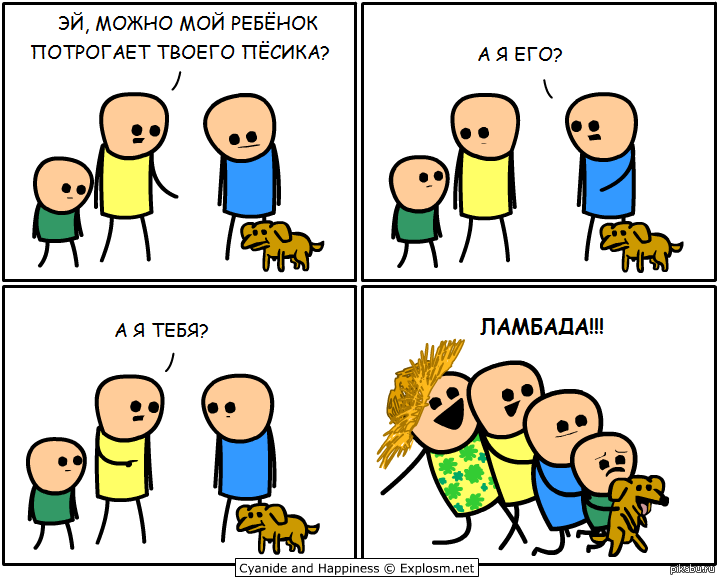 ЭЙ, МОЖНО МОЙ РЕБЁНОК
ПОТРОГАЕТ ТВОЕГО ПЁСИКА?
А Я ЕГО?
А Я ТЕБЯ?
ЛАМБАДА!!!
Cyanide and Happiness © Explosm.net
pikabu.ru